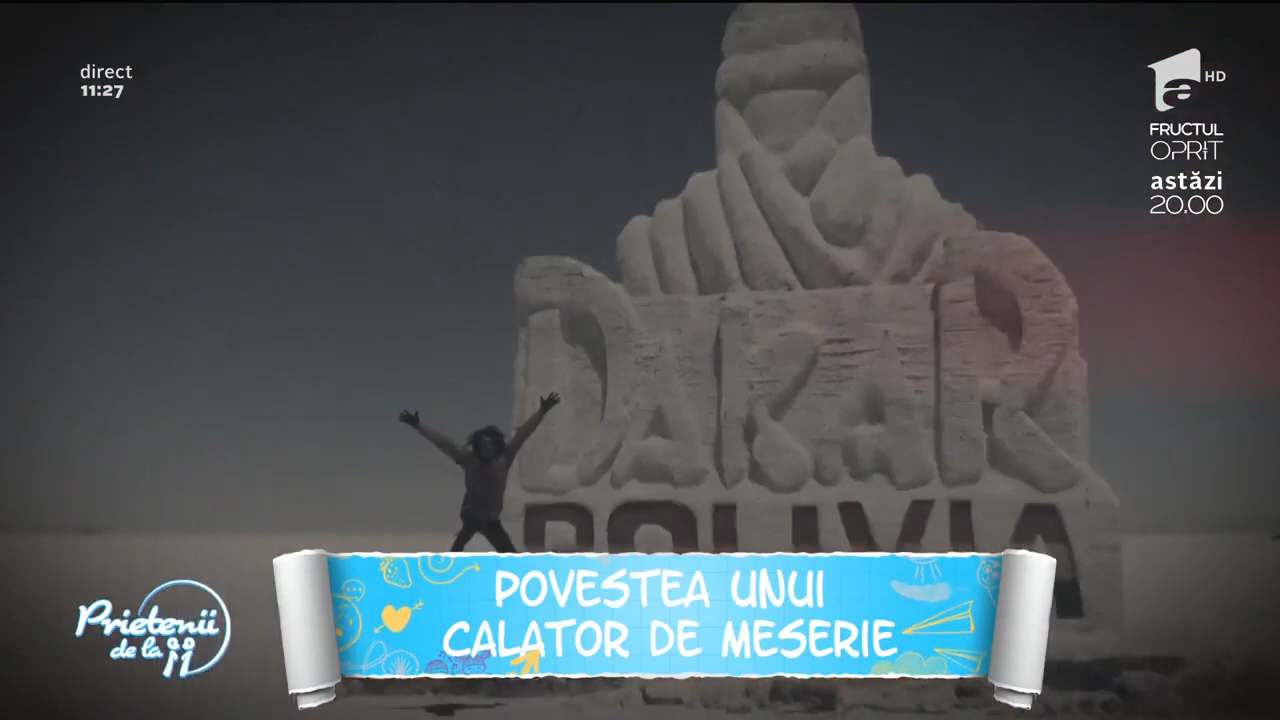 direct
11:27
a HD
FRUCTUL
OPRIT
astăzi
20.00
DAKAR
BOLIVIA
POVESTEA UNUI
CALATOR DE MESERIE
Prietenii
de la 11